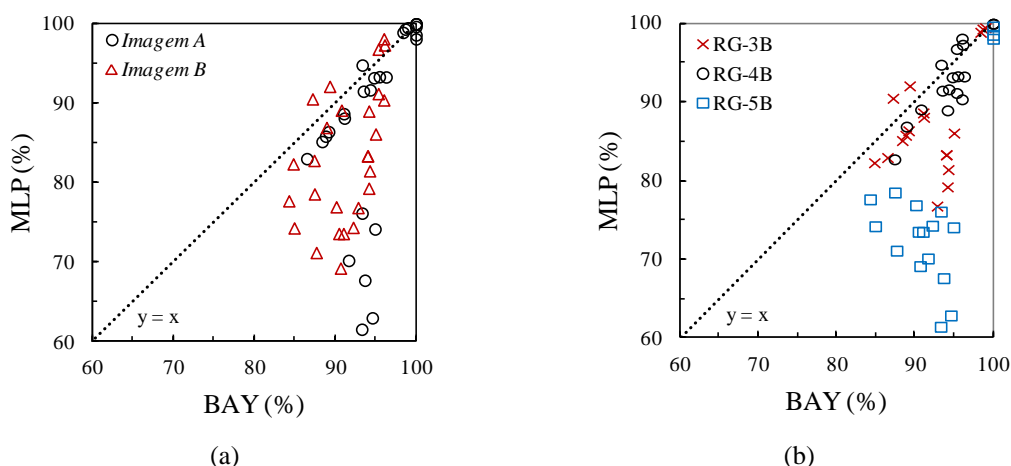 100
90
80
70
60
MLP (%)
Imagem A
Imagem B
y = x
60 70 80 90 100
BAY (%)
(a)
100
90
80
70
60
MLP (%)
RG-3B
RG-4B
RG-5B
y = x
60 70 80 90 100
BAY (%)
(b)